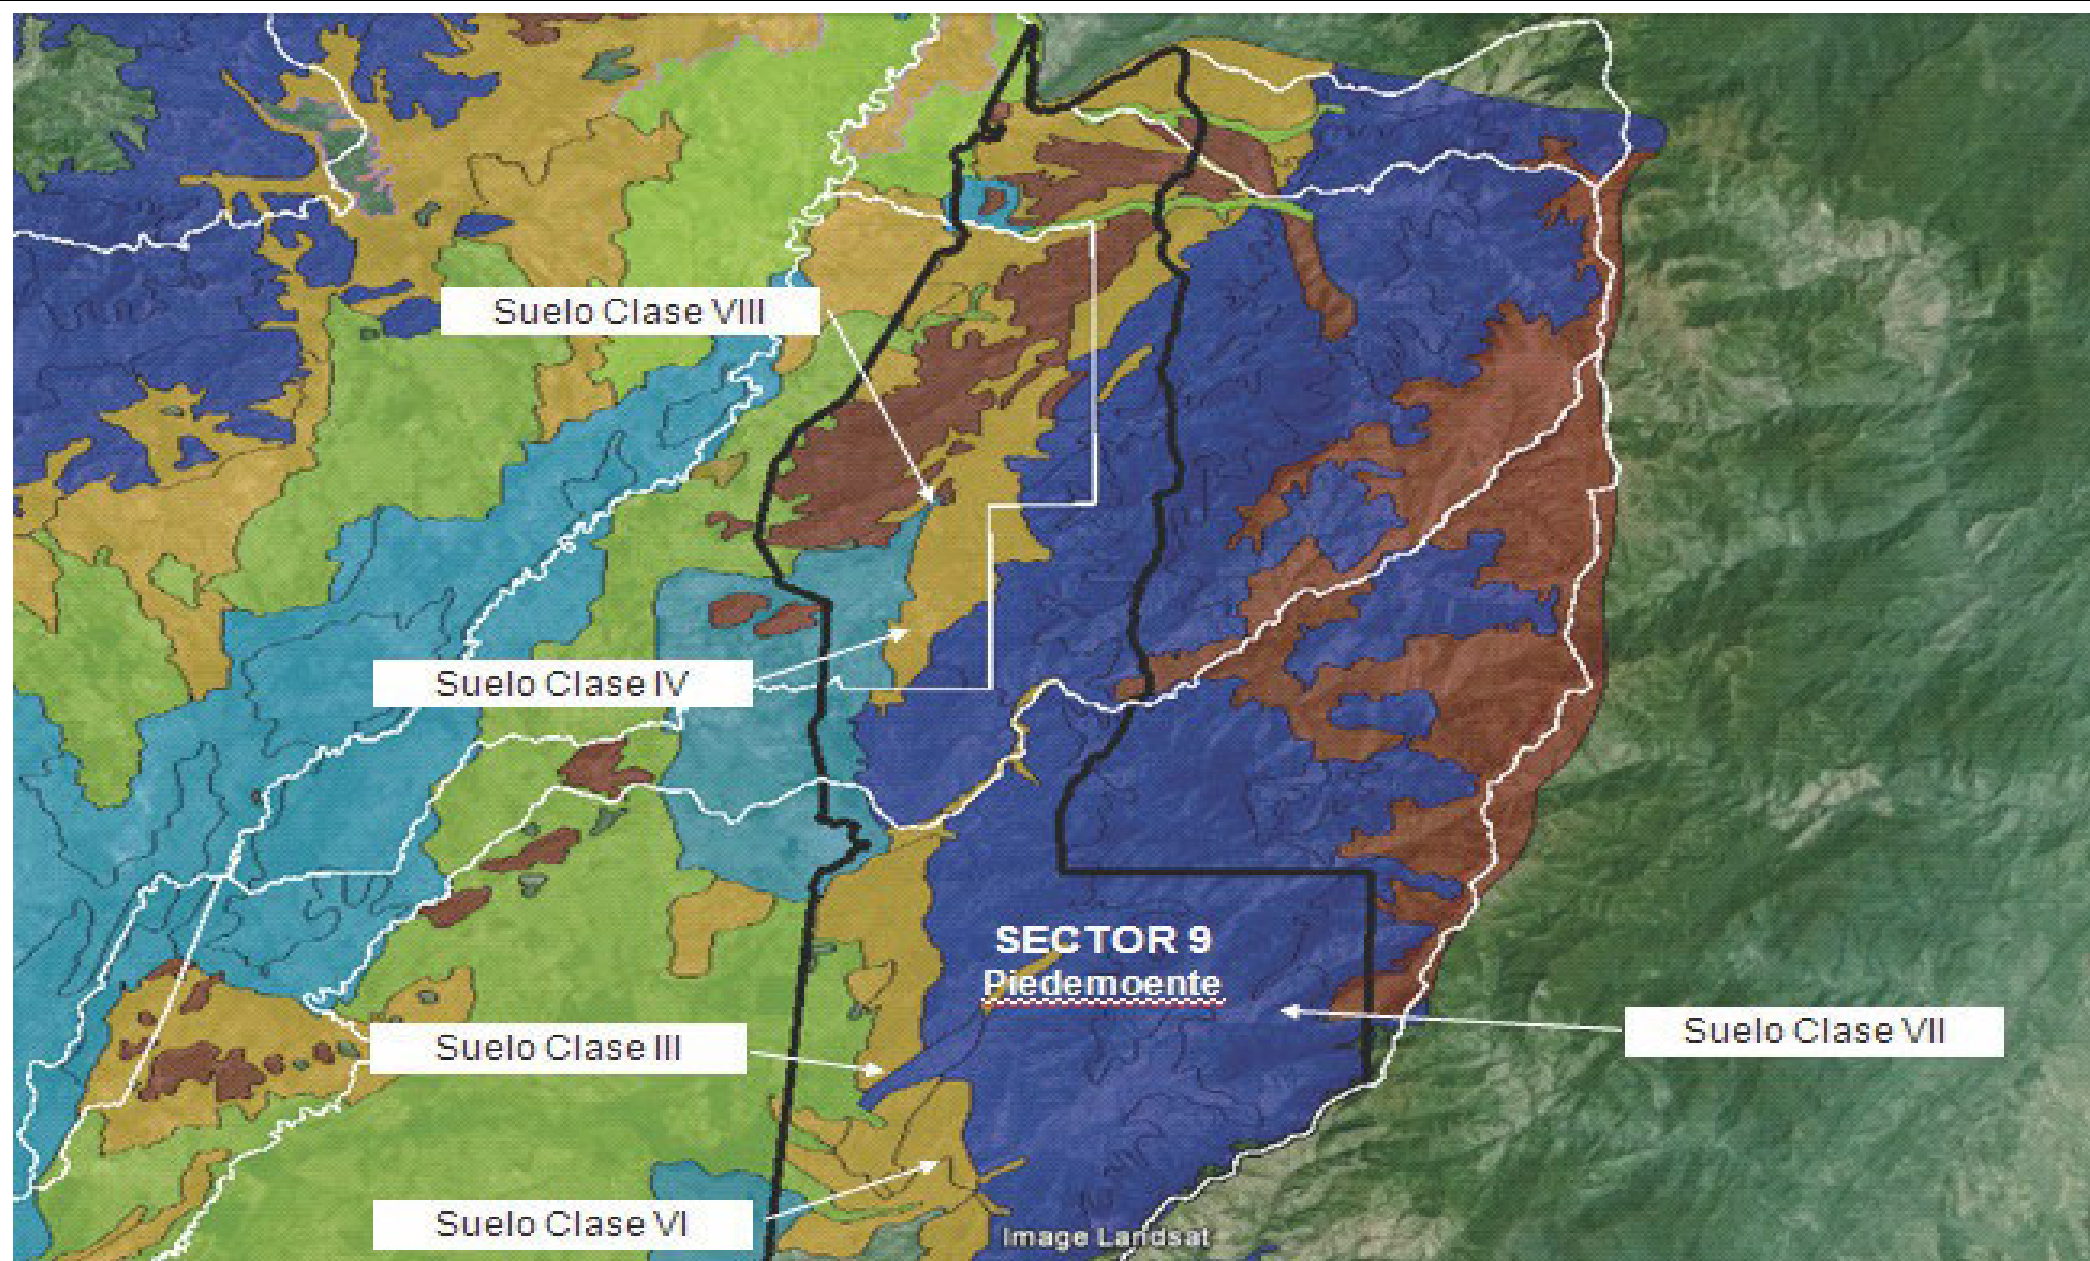 Suelo Clase VIII
Suelo Clase IV
SECTOR 9
Piedemoente
Suelo Clase VII
Suelo Clase III
Suelo Clase VI
Image Landsat